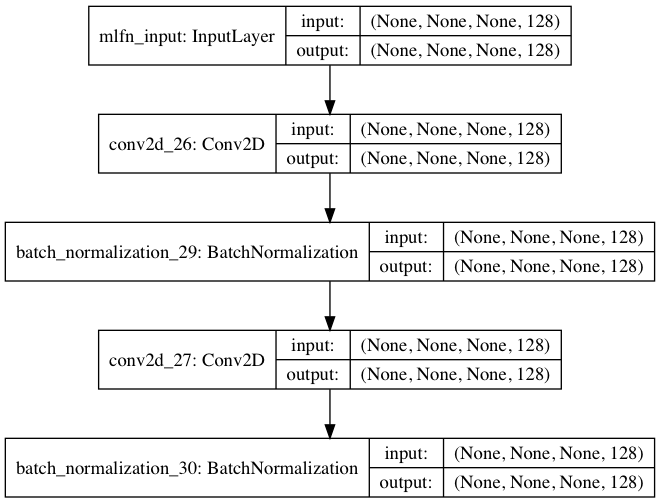 mlfn_input: InputLayer
input: (None, None, None, 128)
output: (None, None, None, 128)
conv2d_26: Conv2D
input: (None, None, None, 128)
output: (None, None, None, 128)
batch_normalization_29: BatchNormalization
input: (None, None, None, 128)
output: (None, None, None, 128)
conv2d_27: Conv2D
input: (None, None, None, 128)
output: (None, None, None, 128)
batch_normalization_30: BatchNormalization
input: (None, None, None, 128)
output: (None, None, None, 128)